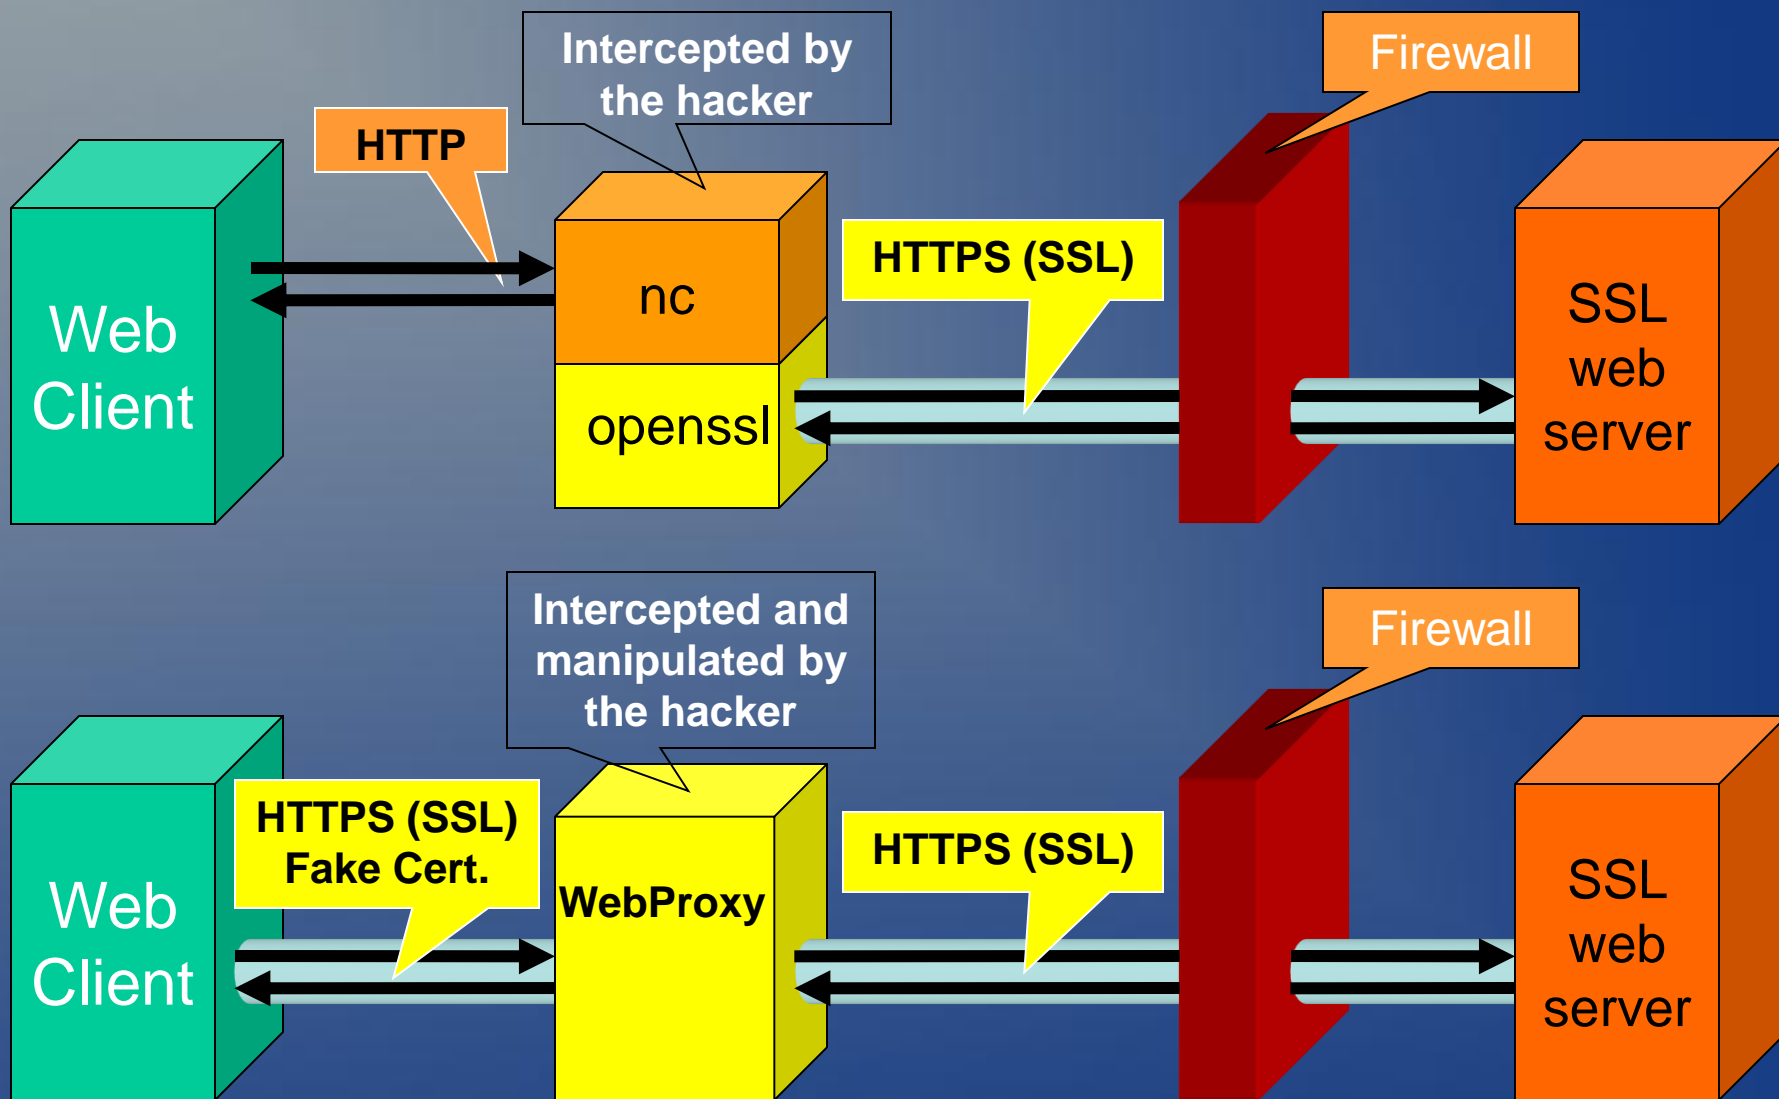 Intercepted by
the hacker
Firewall
HTTP
HTTPS (SSL)
Web
Client
nc
openssl
SSL
web
server
Intercepted and
manipulated by
the hacker
Firewall
HTTPS (SSL)
Fake Cert.
HTTPS (SSL)
Web
Client
WebProxy
SSL
web
server